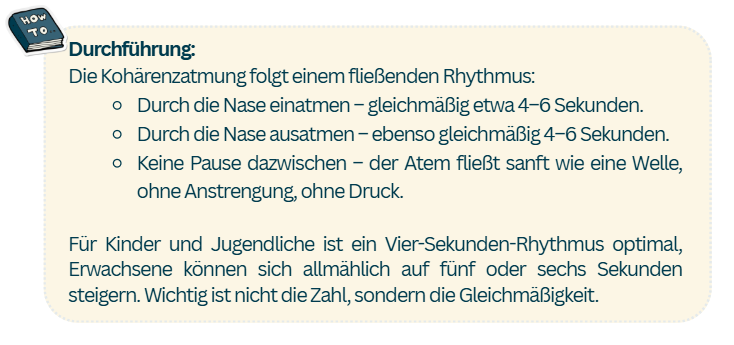 HOW
TO
Durchführung:
Die Kohärenzatmung folgt einem fließenden Rhythmus:
Durch die Nase einatmen – gleichmäßig etwa 4–6 Sekunden.
Durch die Nase ausatmen – ebenso gleichmäßig 4–6 Sekunden.
Keine Pause dazwischen – der Atem fließt sanft wie eine Welle,
ohne Anstrengung, ohne Druck.
Für Kinder und Jugendliche ist ein Vier-Sekunden-Rhythmus optimal,
Erwachsene können sich allmählich auf fünf oder sechs Sekunden
steigern. Wichtig ist nicht die Zahl, sondern die Gleichmäßigkeit.